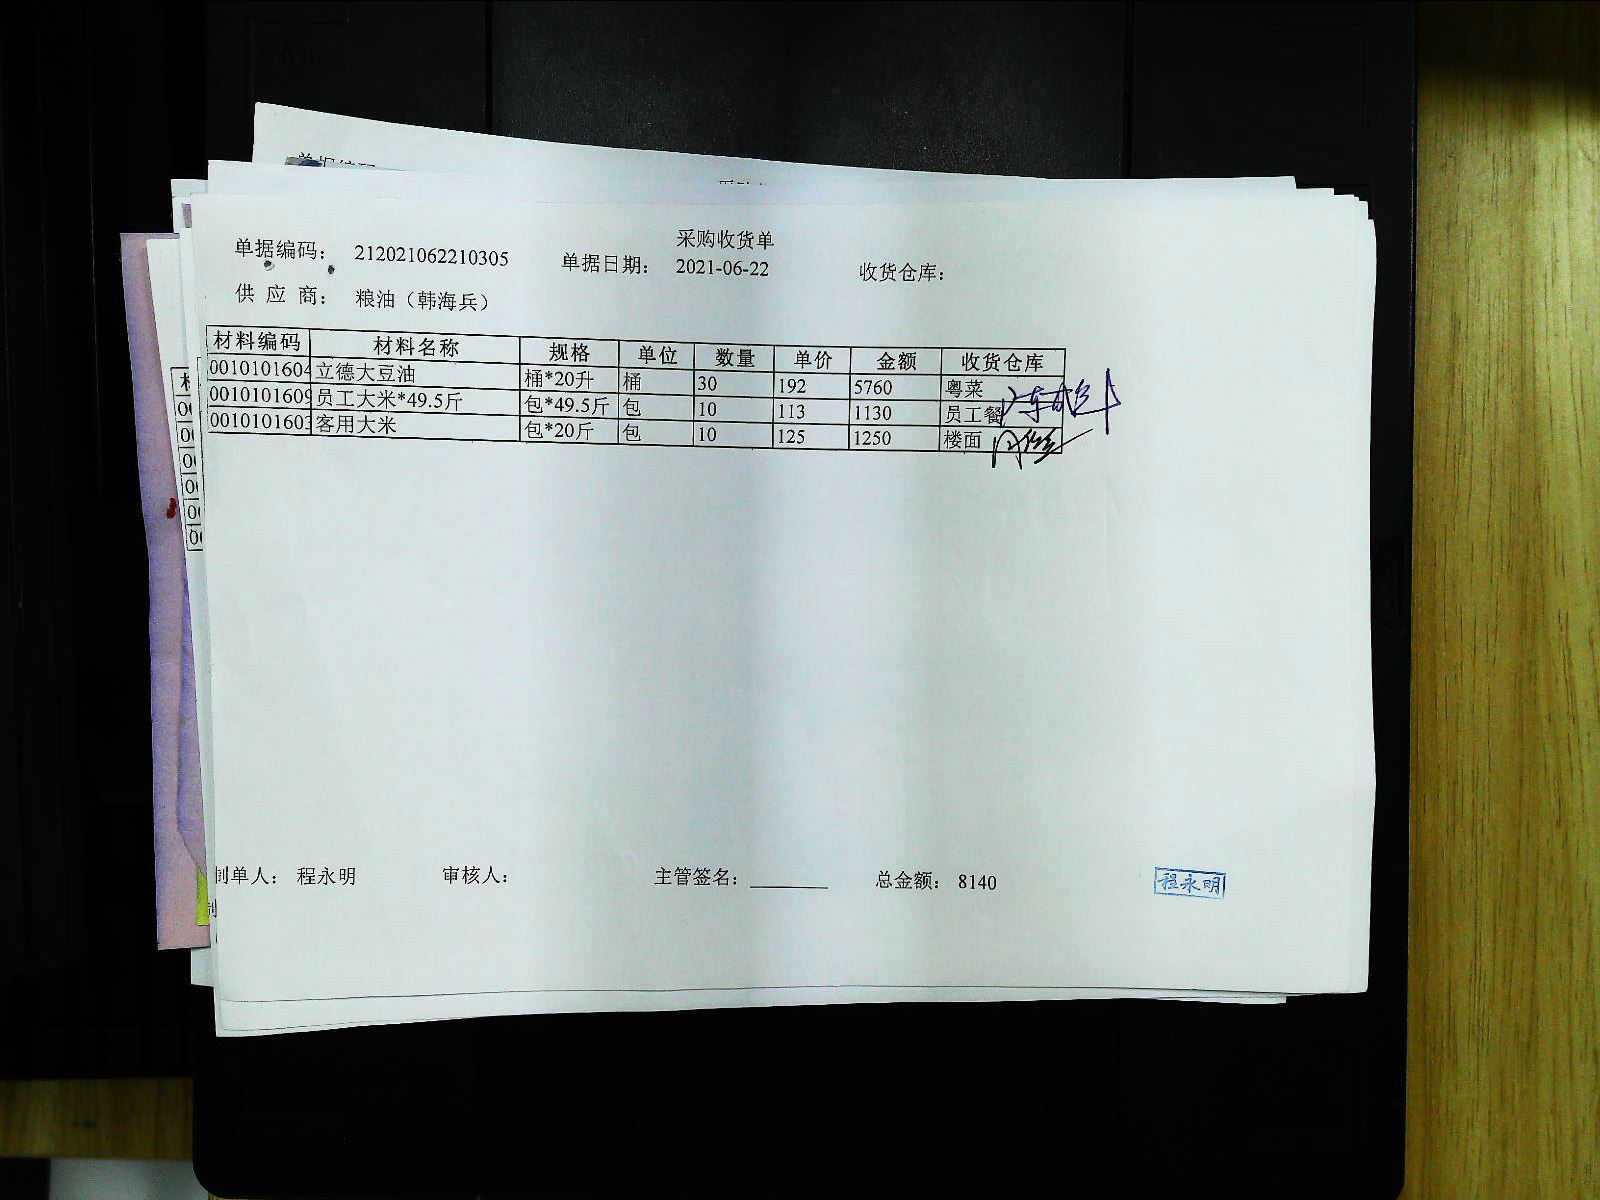 采购收货单
单据编码： 212021062210305 单据日期： 2021-06-22 收货仓库：
供 应 商： 粮油（韩海兵）
材料编码 材料名称 规格 单位 数量 单价 金额 收货仓库
0010101604 立德大豆油 桶*20升 桶 30 192 5760 粤菜
0010101609 员工大米*49.5斤 包*49.5斤 包 10 113 1130 员工餐
0010101603 客用大米 包*20斤 包 10 125 1250 楼面
制单人： 程永明 审核人： 主管签名： 总金额： 8140
程永明